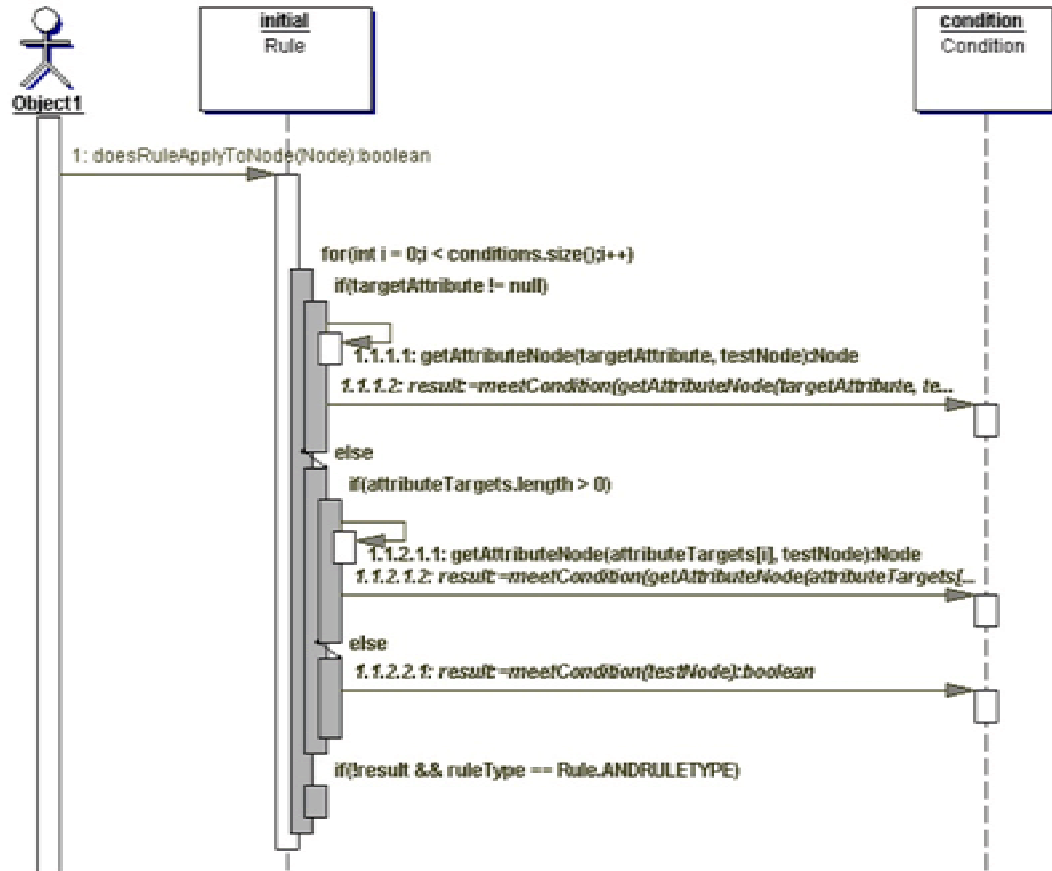 initial
Rule
condition
Condition
Object1
1: doesRuleApplyToNode(Node):boolean
for(int i = 0;i < conditions.size();i++)
if(targetAttribute != null)
1.1.1.1: getAttributeNode(targetAttribute, testNode):Node
1.1.1.2: result:=meetCondition(getAttributeNode(targetAttribute, te...
else
if(attributeTargets.length > 0)
1.1.2.1.1: getAttributeNode(attributeTargets[i], testNode):Node
1.1.2.1.2: result:=meetCondition(getAttributeNode(attributeTargets[...
else
1.1.2.2.1: result:=meetCondition(testNode):boolean
if(!result && ruleType == Rule.ANDRULETYPE)